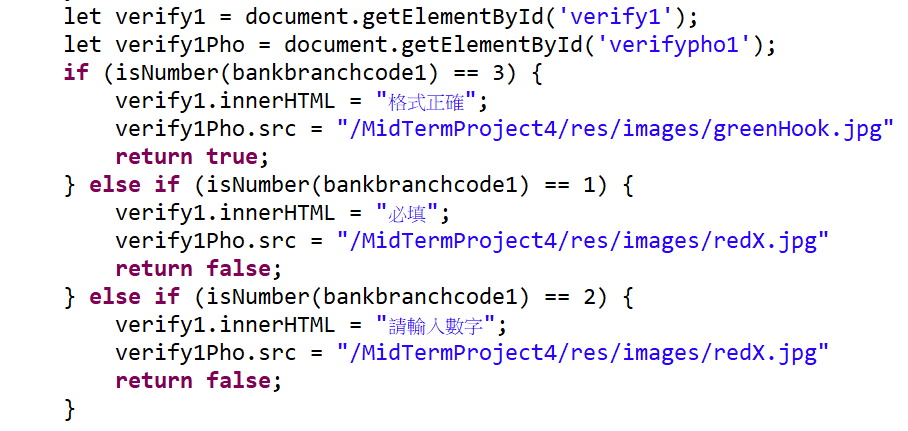 let verify1 = document.getElementById('verify1');
let verify1Pho = document.getElementById('verifypho1');
if (isNumber(bankbranchcode1) == 3) {
    verify1.innerHTML = "格式正確";
    verify1Pho.src = "/MidTermProject4/res/images/greenHook.jpg"
    return true;
} else if (isNumber(bankbranchcode1) == 1) {
    verify1.innerHTML = "必填";
    verify1Pho.src = "/MidTermProject4/res/images/redX.jpg"
    return false;
} else if (isNumber(bankbranchcode1) == 2) {
    verify1.innerHTML = "請輸入數字";
    verify1Pho.src = "/MidTermProject4/res/images/redX.jpg"
    return false;
}